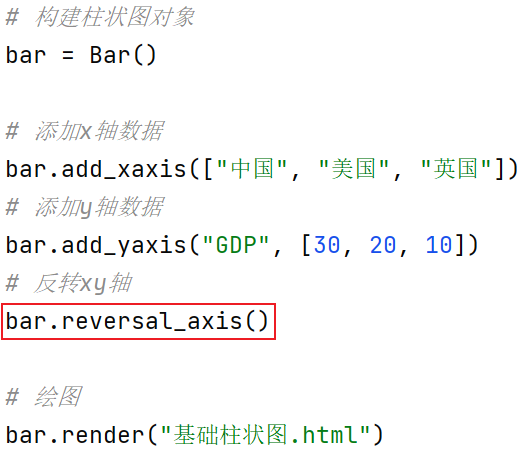 # 构建柱状图对象
bar = Bar()
# 添加x轴数据
bar.add_xaxis(["中国", "美国", "英国"])
# 添加y轴数据
bar.add_yaxis("GDP", [30, 20, 10])
# 反转xy轴
bar.reversal_axis()
# 绘图
bar.render("基础柱状图.html")